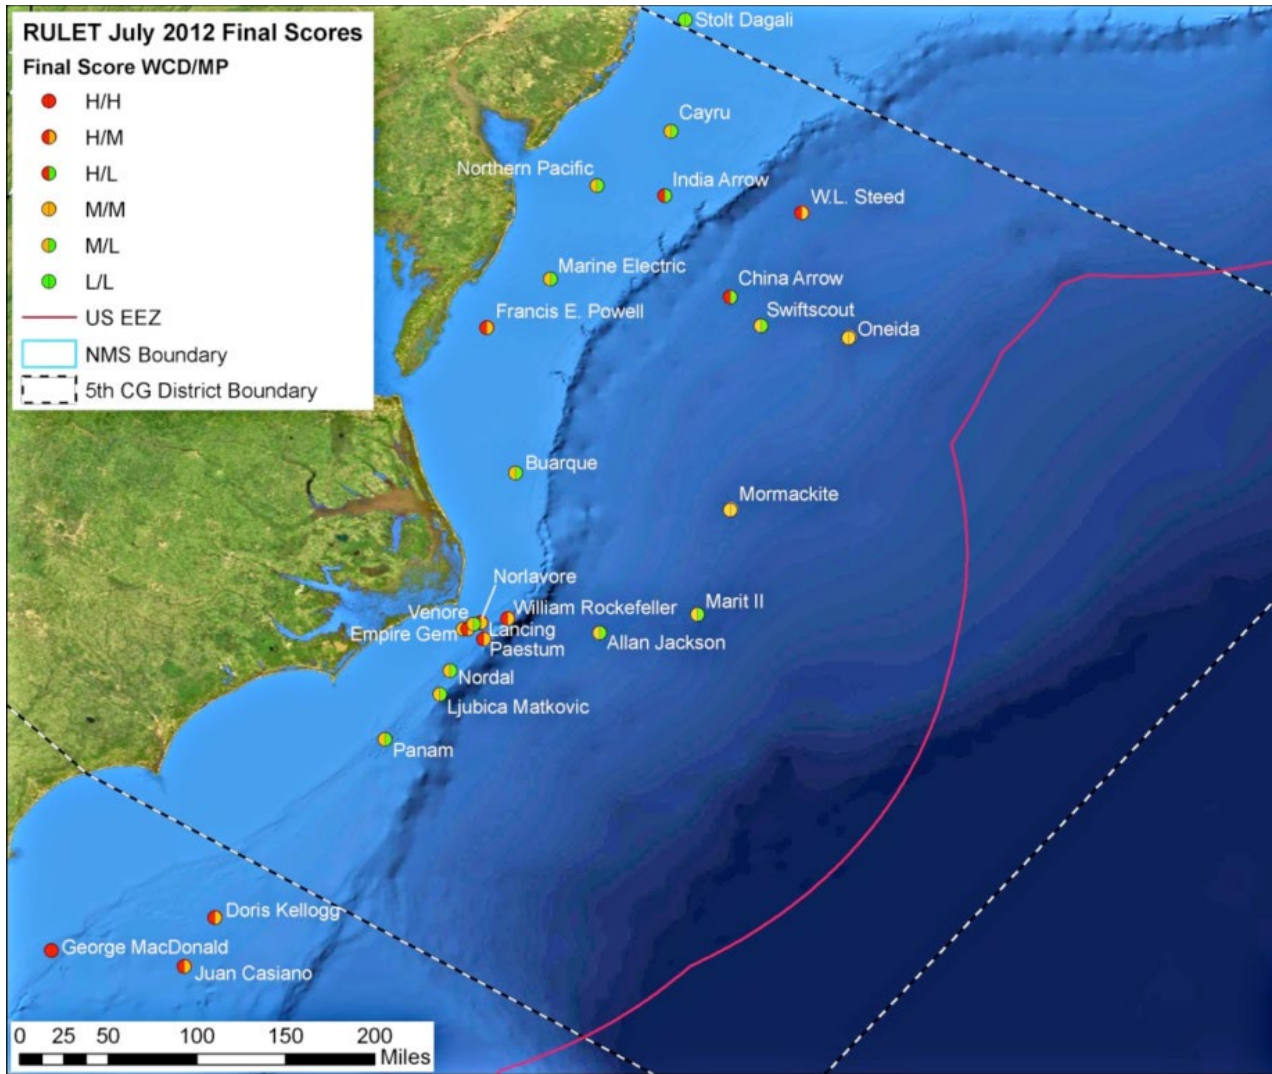 RULET July 2012 Final Scores
Final Score WCD/MP
H/H
H/M
H/L
M/M
M/L
L/L
US EEZ
NMS Boundary
5th CG District Boundary
Stolt Dagali
Cayru
Northern Pacific
India Arrow
W.L. Steed
Marine Electric
China Arrow
Francis E. Powell
Swiftscout
Oneida
Buarque
Mormackite
Norlavore
Venore
William Rockefeller
Marit II
Empire Gem
Lancing
Allan Jackson
Paestum
Nordal
Ljubica Matkovic
Panam
Doris Kellogg
George MacDonald
Juan Casiano
0 25 50 100 150 200
Miles